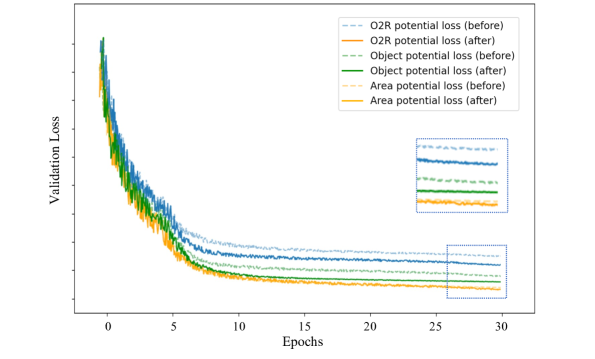 O2R potential loss (before)
O2R potential loss (after)
Object potential loss (before)
Object potential loss (after)
Area potential loss (before)
Area potential loss (after)
Validation Loss
0 5 10 15 20 25 30
Epochs